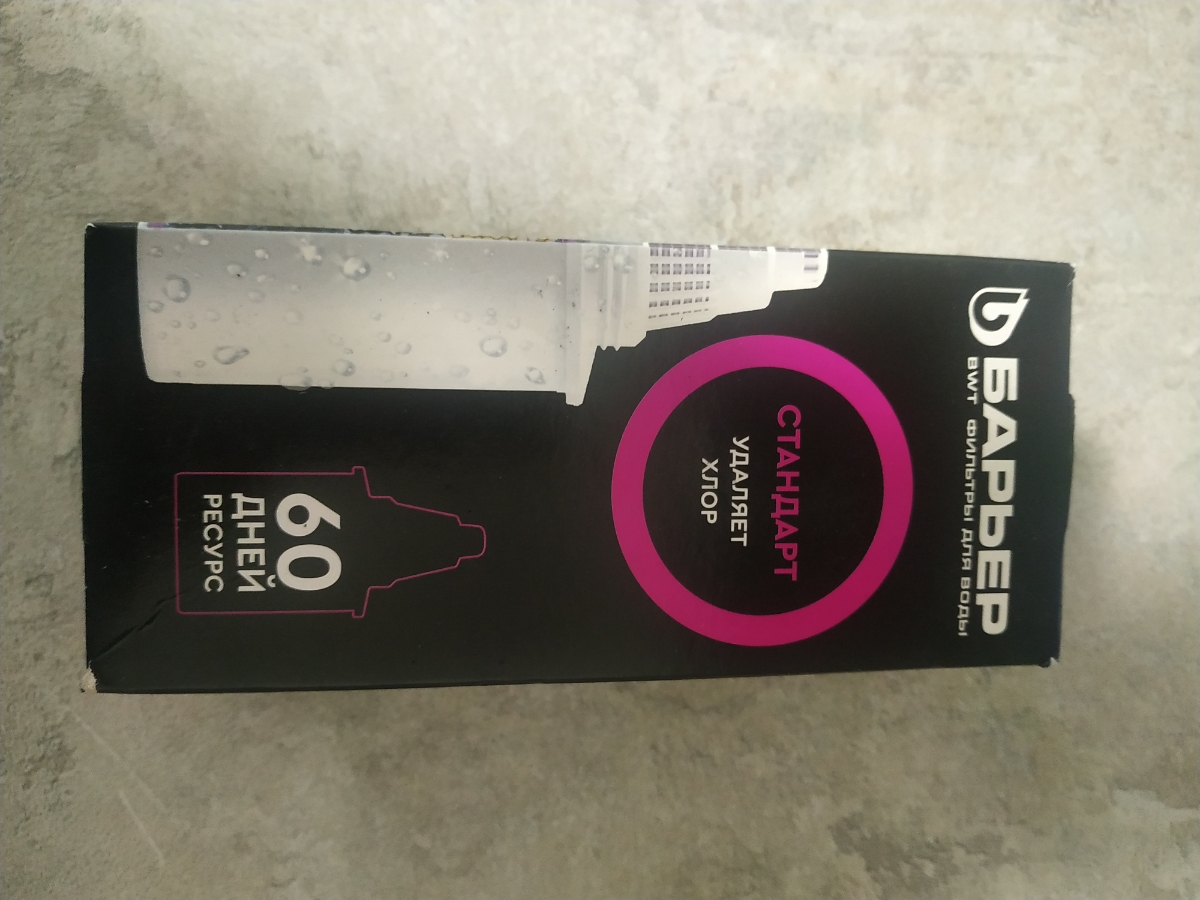 БАРЬЕР
BWT ФИЛЬТРЫ ДЛЯ ВОДЫ
СТАНДАРТ
УДАЛЯЕТ
ХЛОР
60
ДНЕЙ
РЕСУРС